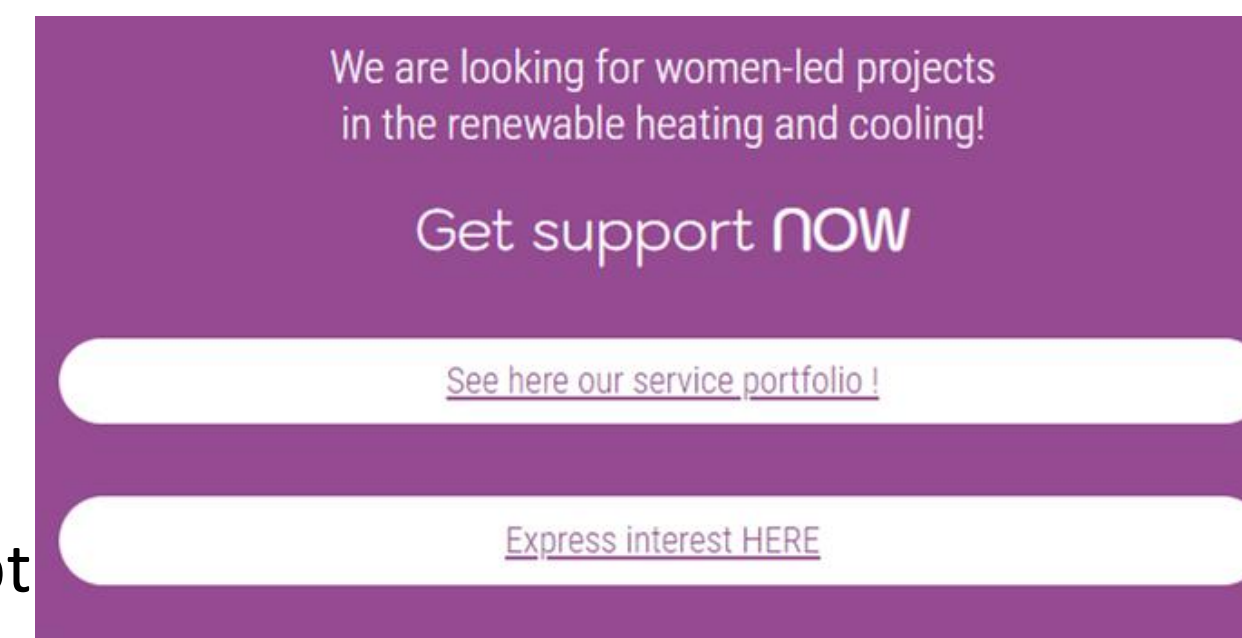 We are looking for women-led projects
in the renewable heating and cooling!
Get support now
See here our service portfolio !
Express interest HERE